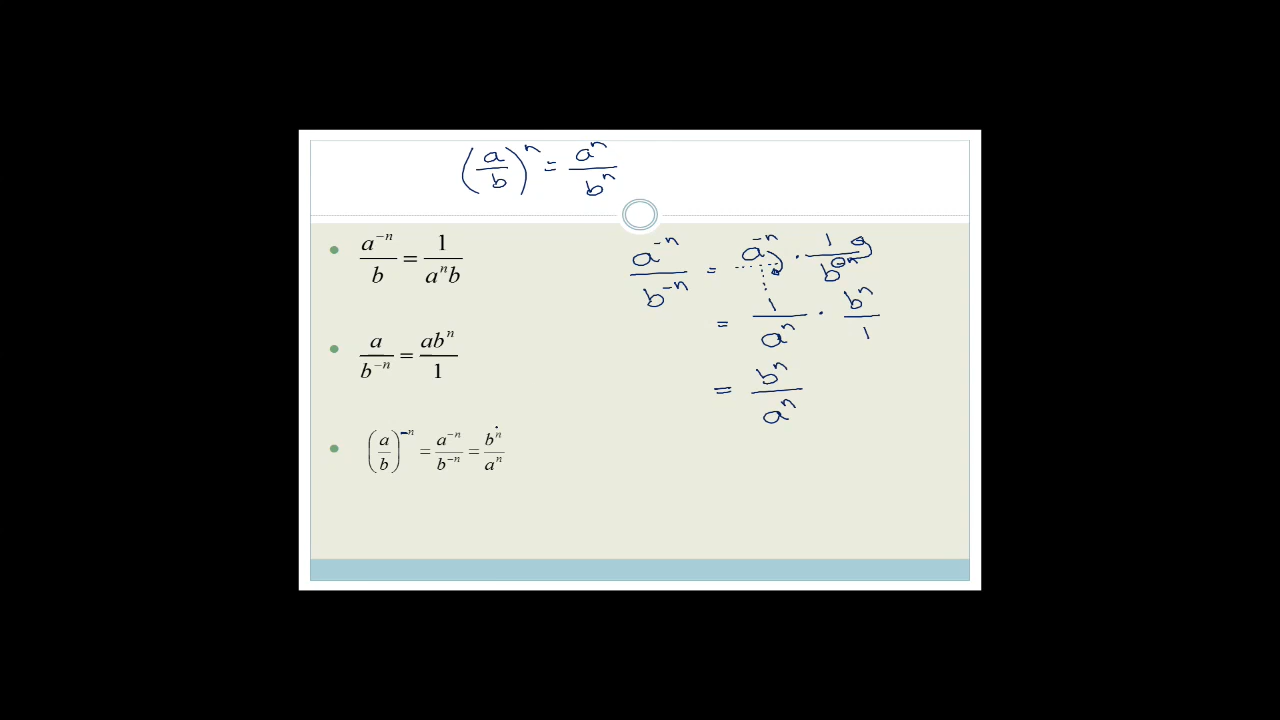 (a/b)^n = a^n/b^n
• a^{-n}/b = 1/(a^n b)
• a/b^{-n} = ab^n/1
• (a/b)^{-n} = a^{-n}/b^{-n} = b^n/a^n
a^{-n}/b^{-n} = a^{-n} · 1/b^{-n}
= 1/a^n · b^n/1
= b^n/a^n